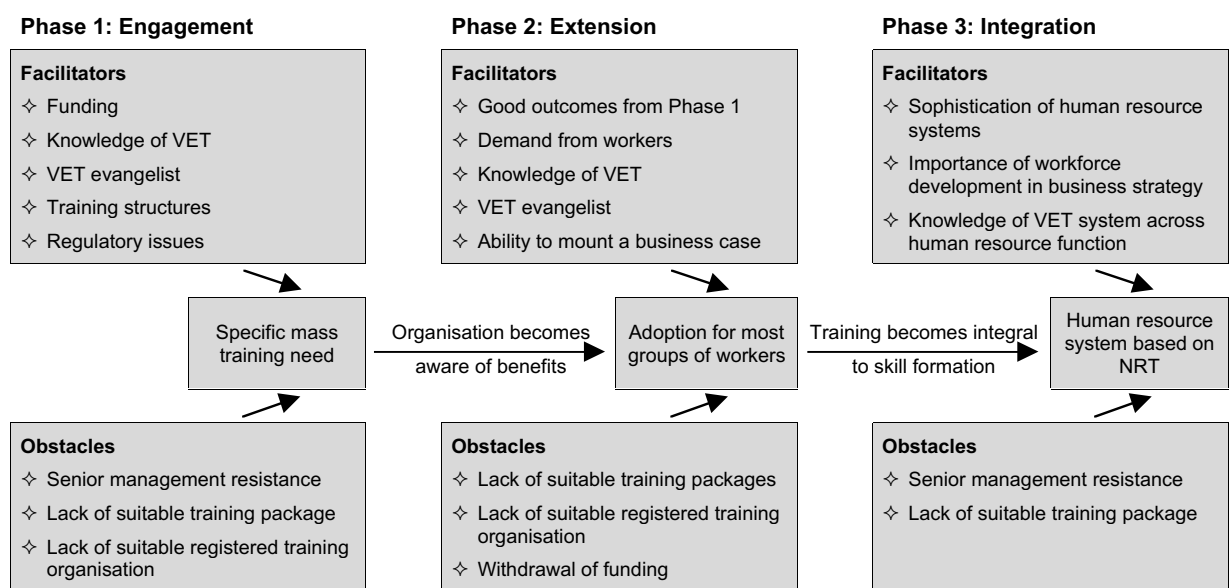 Phase 1: Engagement
Facilitators
✧ Funding
✧ Knowledge of VET
✧ VET evangelist
✧ Training structures
✧ Regulatory issues
Specific mass
training need
Obstacles
✧ Senior management resistance
✧ Lack of suitable training package
✧ Lack of suitable registered training
organisation
Organisation becomes
aware of benefits
Phase 2: Extension
Facilitators
✧ Good outcomes from Phase 1
✧ Demand from workers
✧ Knowledge of VET
✧ VET evangelist
✧ Ability to mount a business case
Adoption for most
groups of workers
Obstacles
✧ Lack of suitable training packages
✧ Lack of suitable registered training
organisation
✧ Withdrawal of funding
Training becomes integral
to skill formation
Phase 3: Integration
Facilitators
✧ Sophistication of human resource
systems
✧ Importance of workforce
development in business strategy
✧ Knowledge of VET system across
human resource function
Human resource
system based on
NRT
Obstacles
✧ Senior management resistance
✧ Lack of suitable training package